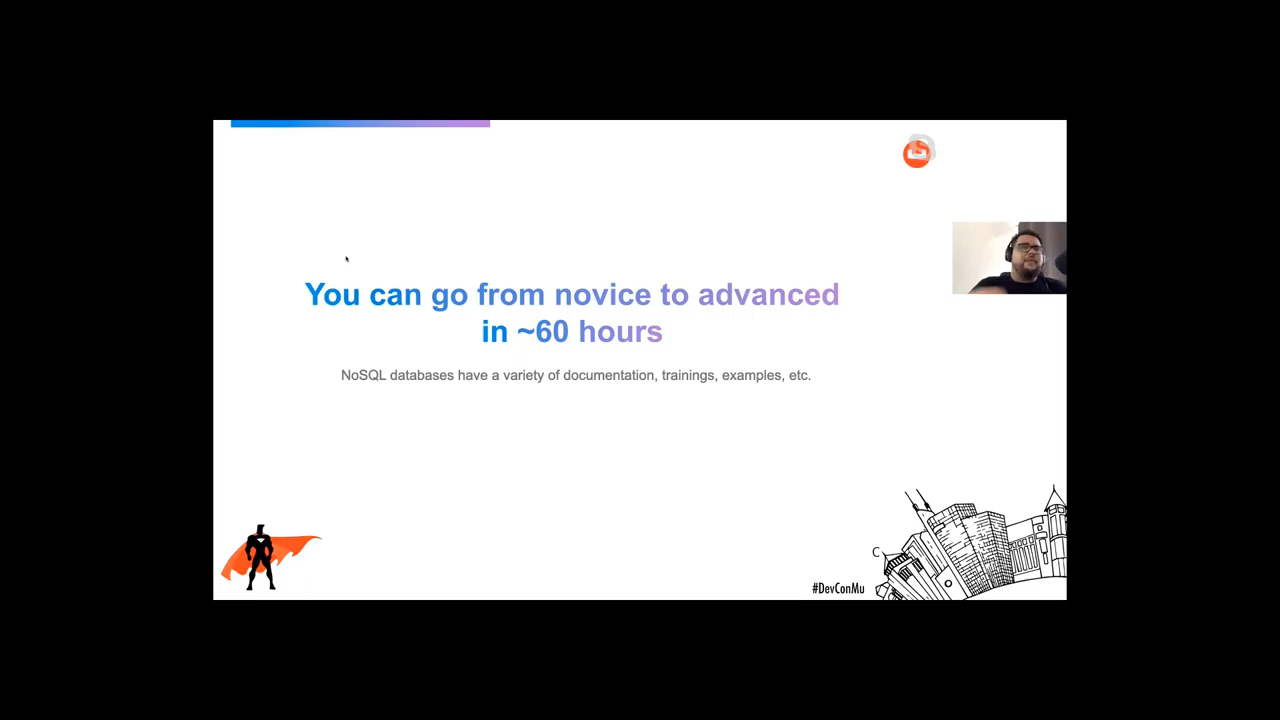 You can go from novice to advanced
in ~60 hours
NoSQL databases have a variety of documentation, trainings, examples, etc.
C
#DevConMu